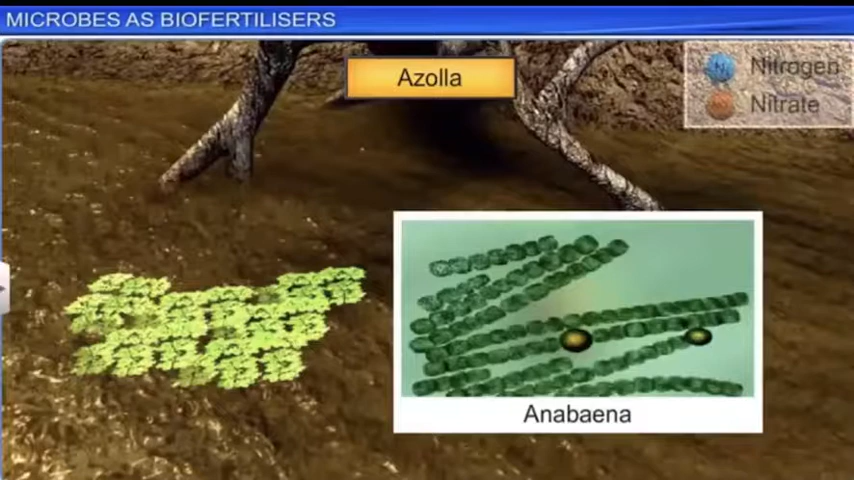 MICROBES AS BIOFERTILISERS
Azolla
N
Nitrogen
Nitrate
Anabaena